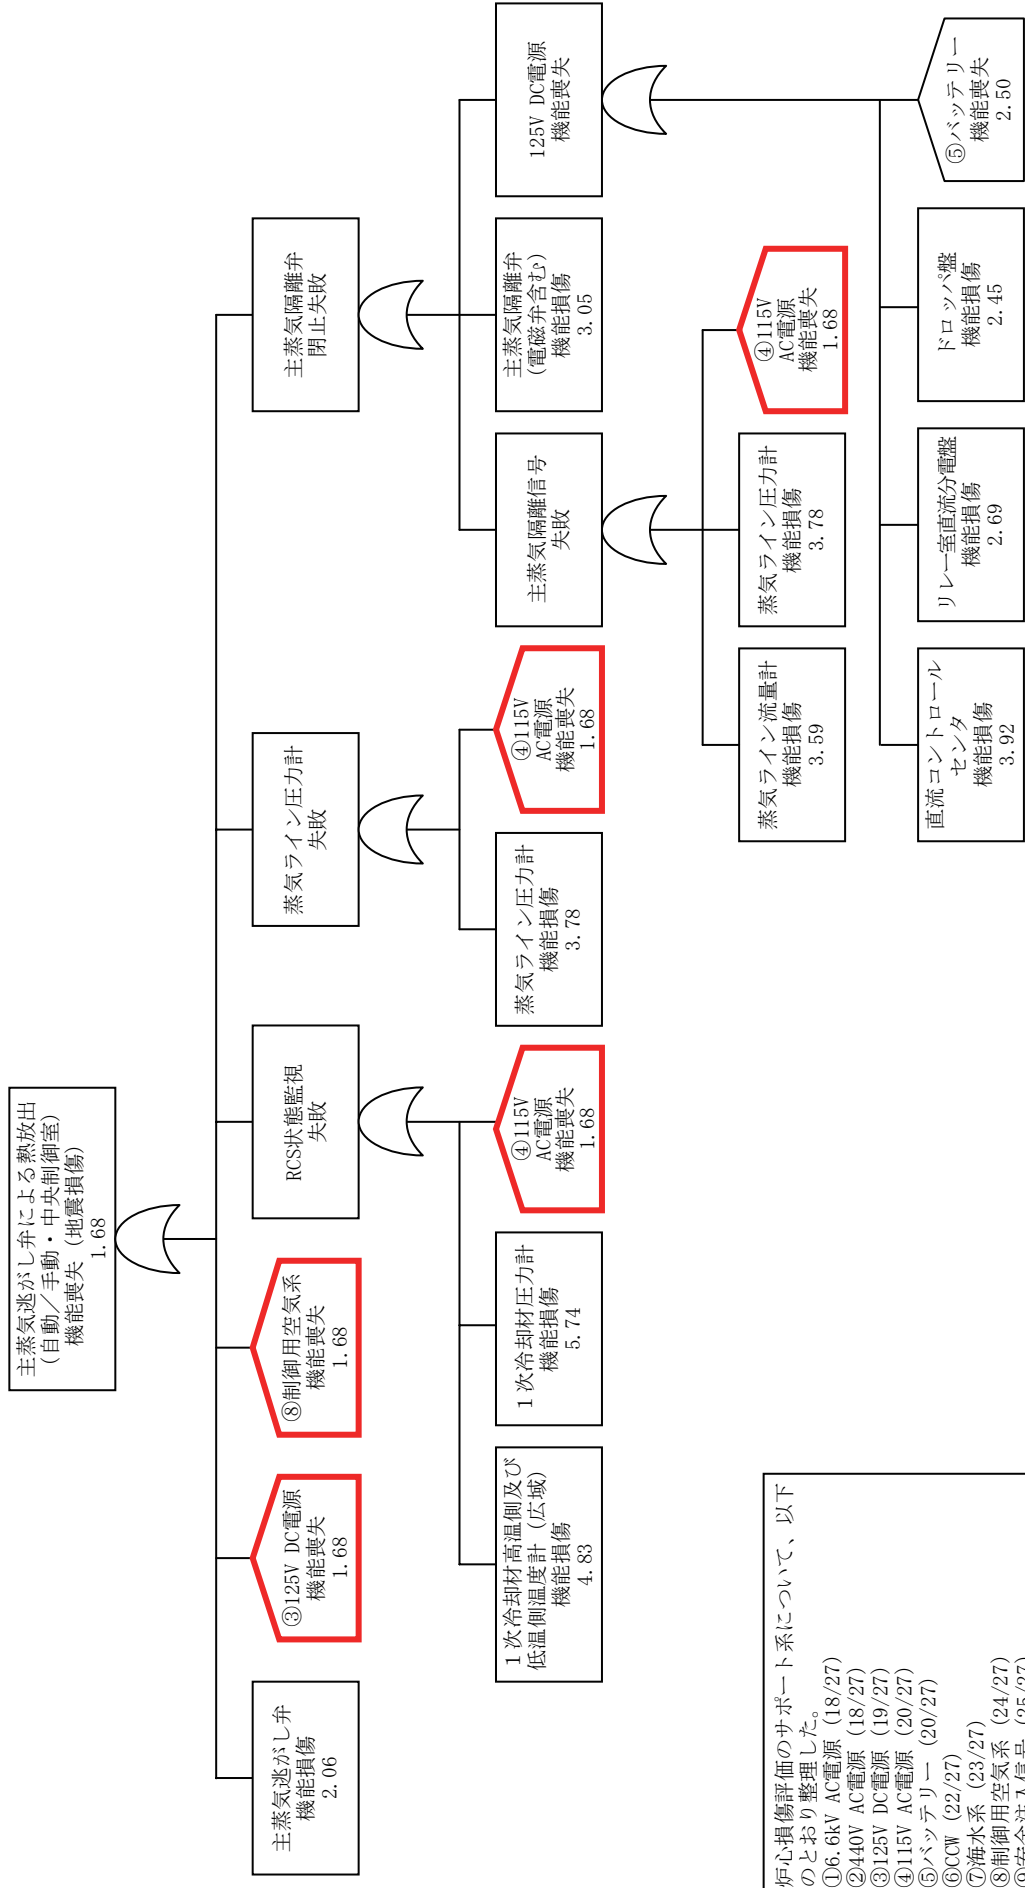 主蒸気逃がし弁による熱放出
(自動／手動・中央制御室)
機能喪失（地震損傷）
1.68
主蒸気逃がし弁
機能損傷
2.06
③125V DC電源
機能喪失
1.68
⑧制御用空気系
機能喪失
1.68
RCS状態監視
失敗
蒸気ライン圧力計
失敗
主蒸気隔離弁
閉止失敗
1次冷却材高温側及び
低温側温度計（広域）
機能損傷
4.83
1次冷却材圧力計
機能損傷
5.74
④115V
AC電源
機能喪失
1.68
蒸気ライン圧力計
機能損傷
3.78
④115V
AC電源
機能喪失
1.68
主蒸気隔離信号
失敗
主蒸気隔離弁
(電磁弁含む)
機能損傷
3.05
125V DC電源
機能喪失
蒸気ライン流量計
機能損傷
3.59
蒸気ライン圧力計
機能損傷
3.78
④115V
AC電源
機能喪失
1.68
直流コントロール
センタ
機能損傷
3.92
リレー室直流分電盤
機能損傷
2.69
ドロッパ盤
機能損傷
2.45
⑤バッテリー
機能喪失
2.50
炉心損傷評価のサポート系について、以下
のとおり整理した。
①6.6kV AC電源 (18/27)
②440V AC電源 (18/27)
③125V DC電源 (19/27)
④115V AC電源 (20/27)
⑤バッテリー (20/27)
⑥CCW (22/27)
⑦海水系 (23/27)
⑧制御用空気系 (24/27)
⑨安全注入信号 (25/27)